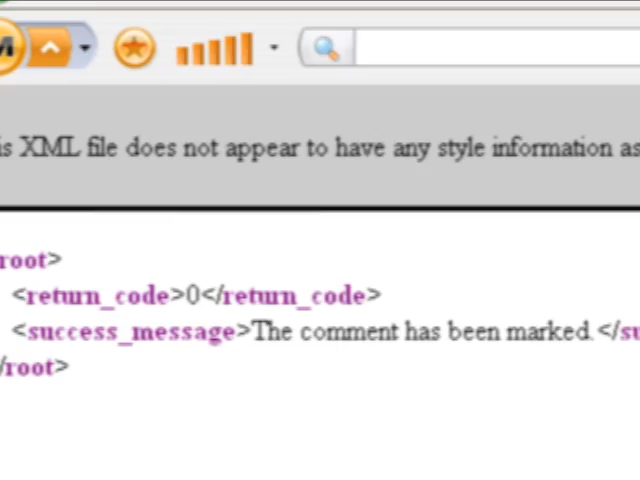 is XML file does not appear to have any style information as
root>
<return_code>0</return_code>
<success_message>The comment has been marked.</su
/root>